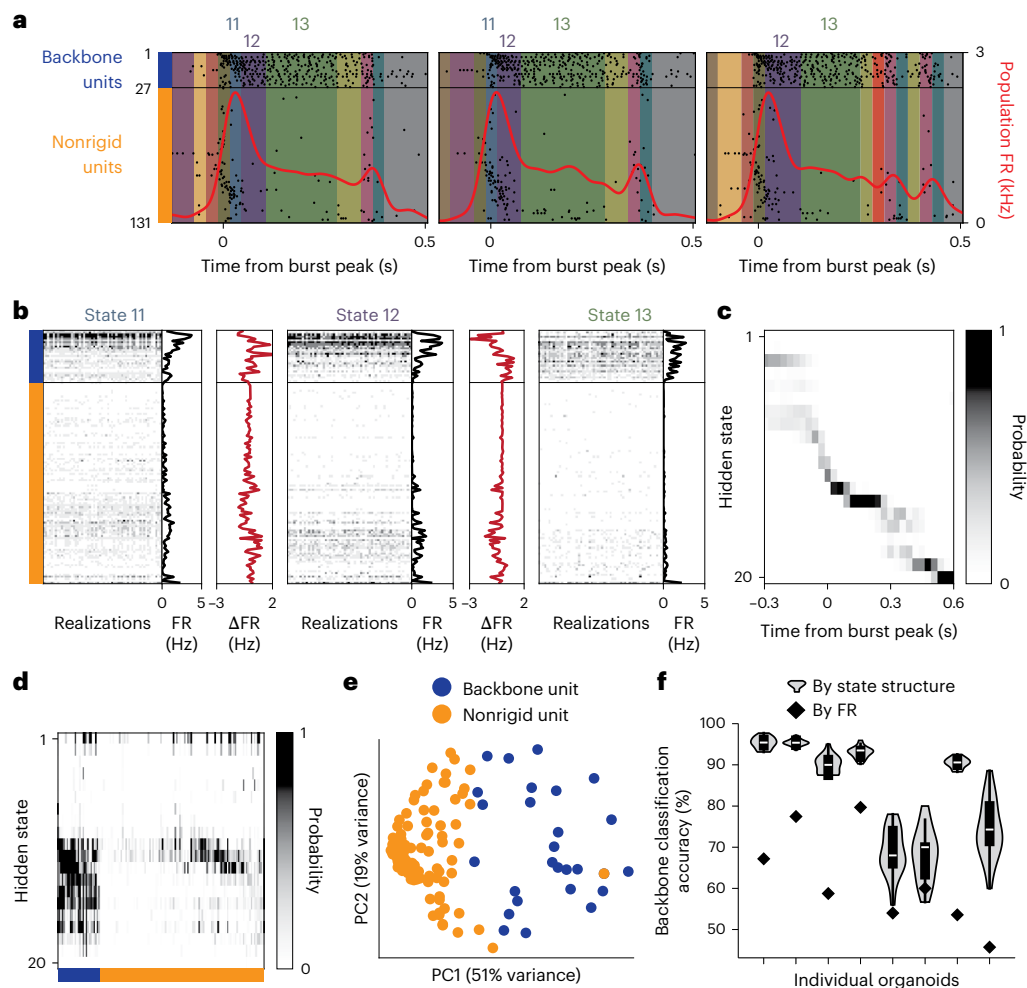 a
11
13
11
13
13
12
12
12
Backbone
units
1
27
Nonrigid
units
131
3
0
Population FR (kHz)
0
0.5
0
0.5
0
0.5
Time from burst peak (s)
Time from burst peak (s)
Time from burst peak (s)
b
State 11
State 12
State 13
0
5
−3
2
0
5
−3
2
0
5
Realizations
FR
(Hz)
ΔFR
(Hz)
Realizations
FR
(Hz)
ΔFR
(Hz)
Realizations
FR
(Hz)
c
1
20
Hidden state
−0.3
0
0.3
0.6
Time from burst peak (s)
1
0
Probability
d
1
20
Hidden state
1
0
Probability
e
Backbone unit
Nonrigid unit
PC2 (19% variance)
PC1 (51% variance)
f
By state structure
By FR
100
90
80
70
60
50
Backbone classification
accuracy (%)
Individual organoids